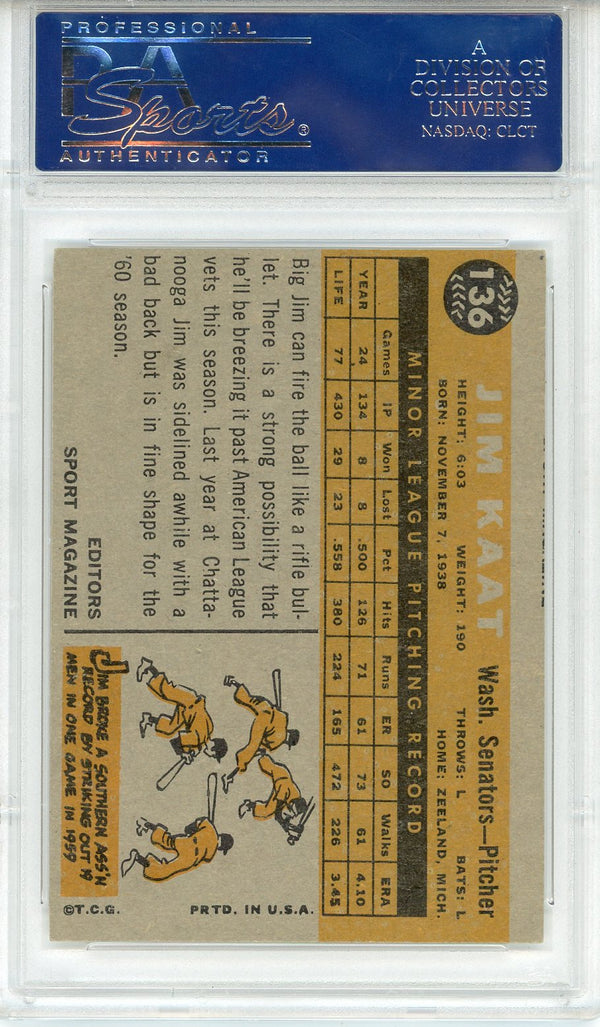 PROFESSIONAL
PSA
Sports®
AUTHENTICATOR
A
DIVISION OF
COLLECTORS
UNIVERSE
NASDAQ: CLCT
136
JIM KAAT Wash. Senators—Pitcher
HEIGHT: 6:03 WEIGHT: 190 THROWS: L BATS: L
BORN: NOVEMBER 7, 1938 HOME: ZEELAND, MICH.
MINOR LEAGUE PITCHING RECORD
Games IP Won Lost Pct Hits Runs ER SO Walks ERA
YEAR 24 134 8 8 .500 126 71 61 73 61 4.10
LIFE 77 430 29 23 .558 380 224 165 472 226 3.45
Big Jim can fire the ball like a rifle bul-
let. There is a strong possibility that
he'll be breezing it past American League
vets this season. Last year at Chatta-
nooga Jim was sidelined awhile with a
bad back but is in fine shape for the
'60 season.
EDITORS
SPORT MAGAZINE
JIM BROKE A SOUTHERN ASS'N
RECORD BY STRIKING OUT 19
MEN IN ONE GAME IN 1959
©T.C.G. PRTD. IN U.S.A.